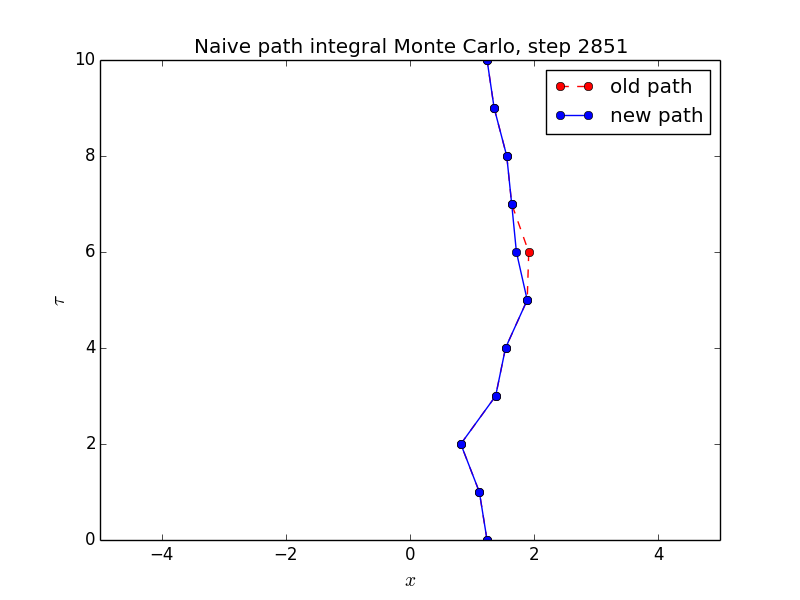 Naive path integral Monte Carlo, step 2851
old path
new path
10
8
6
4
2
0
τ
−4 −2 0 2 4
x